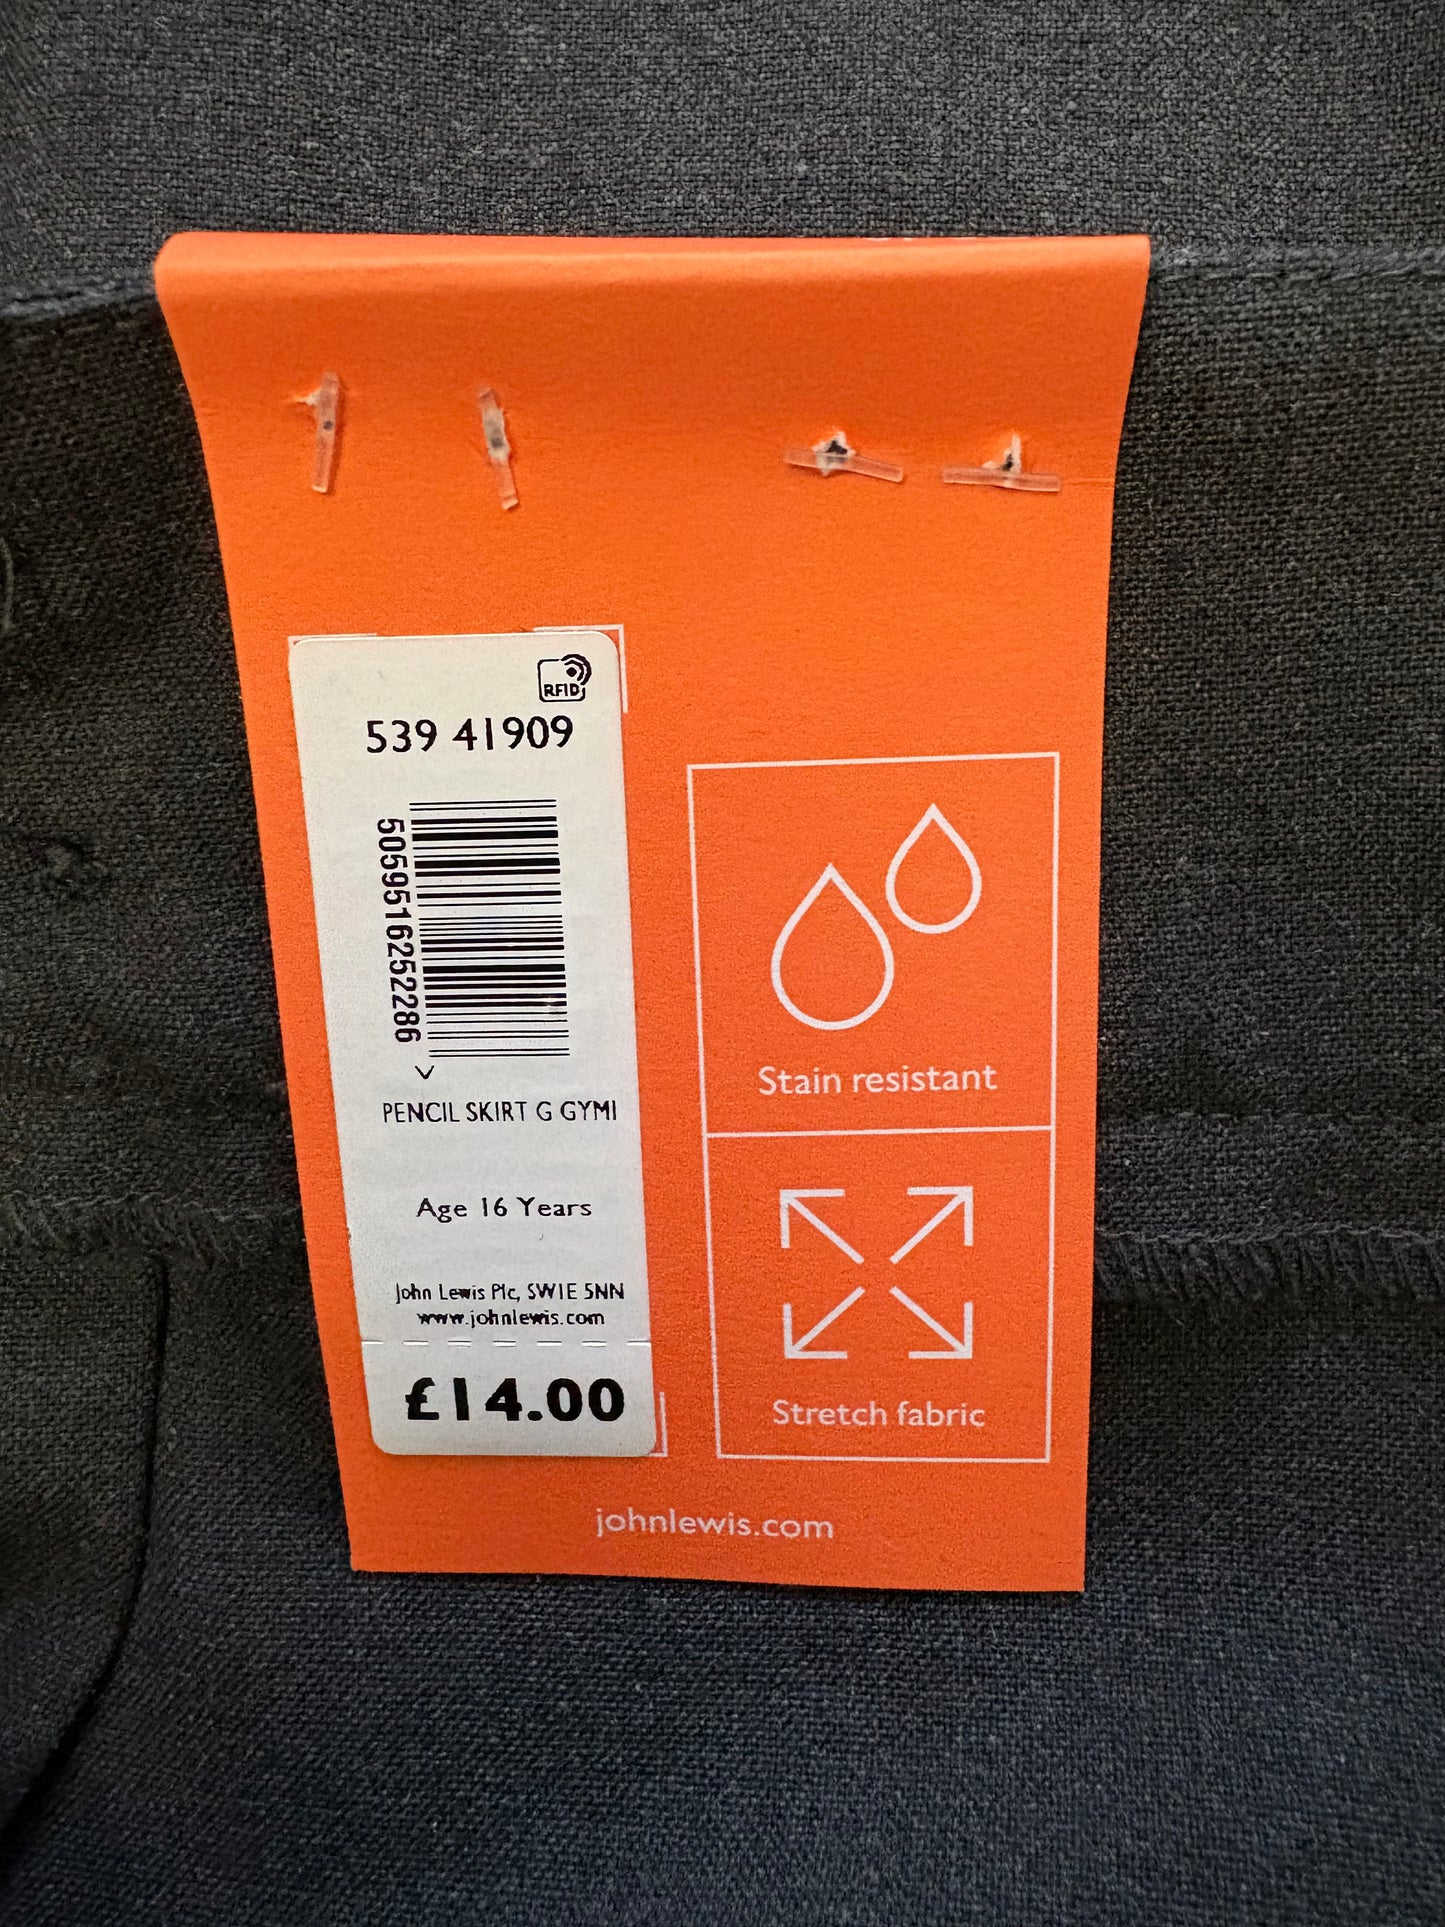 RFID
539 41909
5059516252286
PENCIL SKIRT G GYMI
Age 16 Years
John Lewis Plc, SW1E 5NN
www.johnlewis.com
£14.00
Stain resistant
Stretch fabric
johnlewis.com